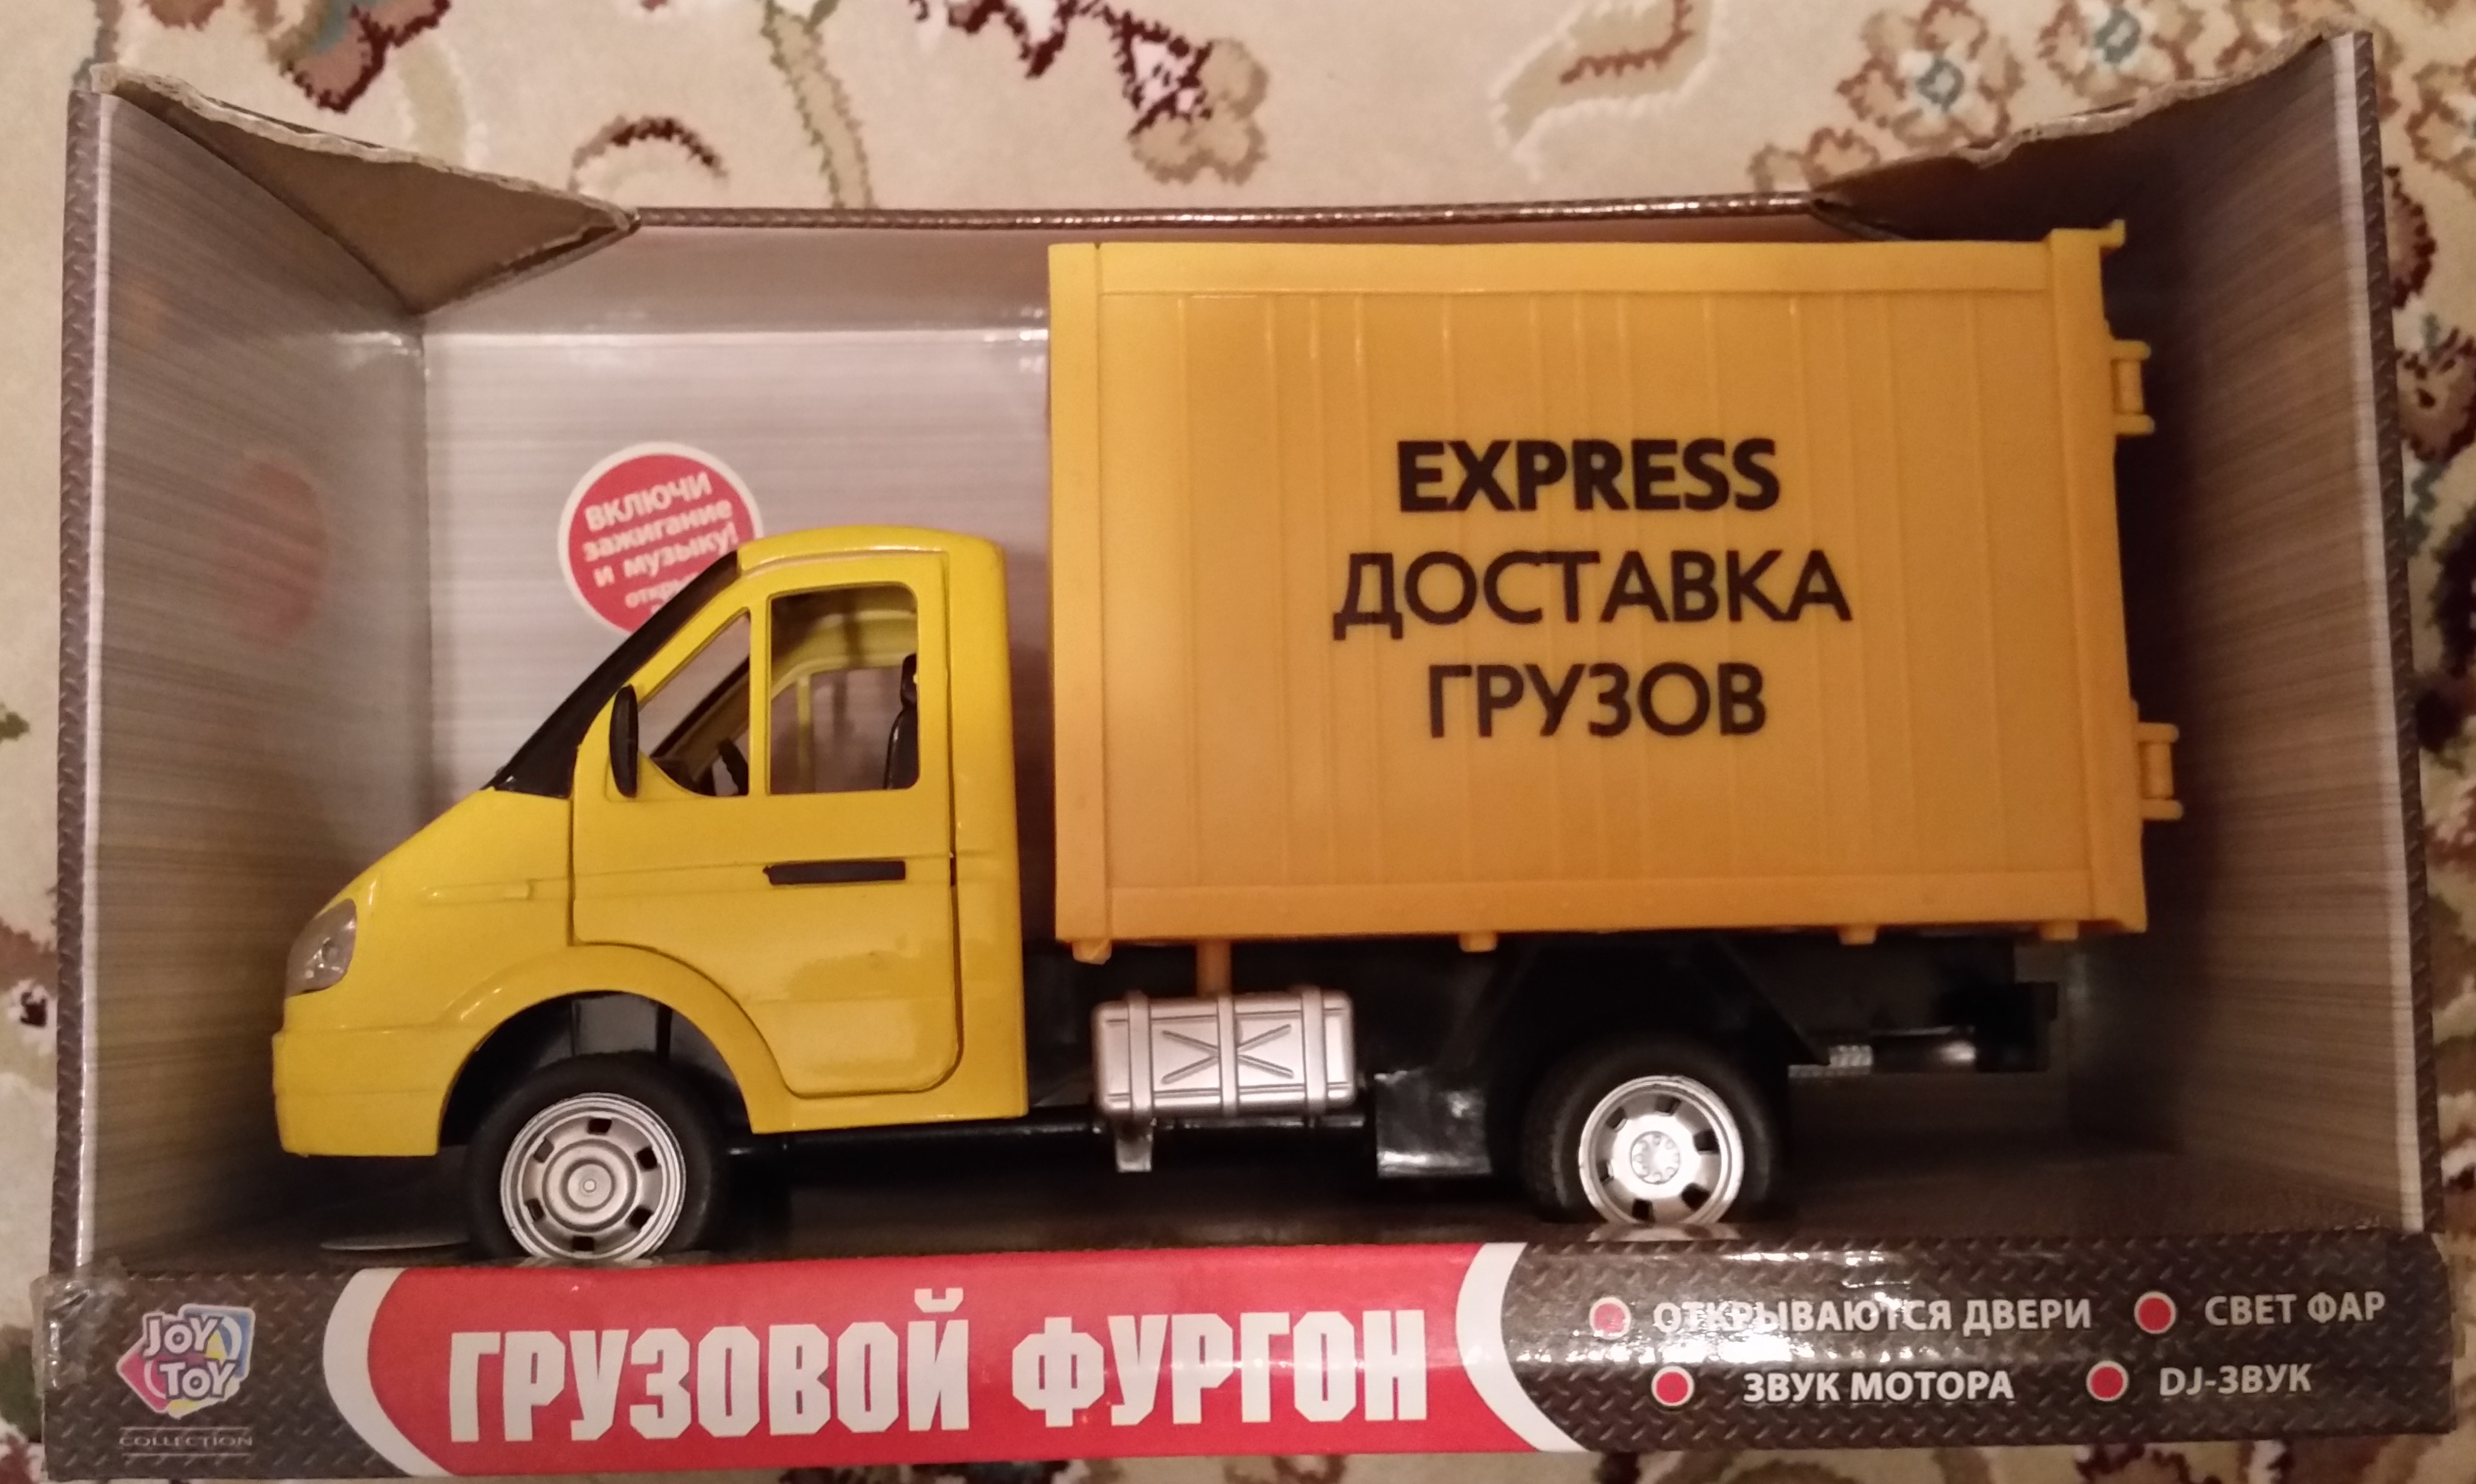 ВКЛЮЧИ
зажигание
и музыку!
EXPRESS
ДОСТАВКА
ГРУЗОВ
JOY
TOY
COLLECTION
ГРУЗОВОЙ ФУРГОН
ОТКРЫВАЮТСЯ ДВЕРИ
СВЕТ ФАР
ЗВУК МОТОРА
DJ-ЗВУК